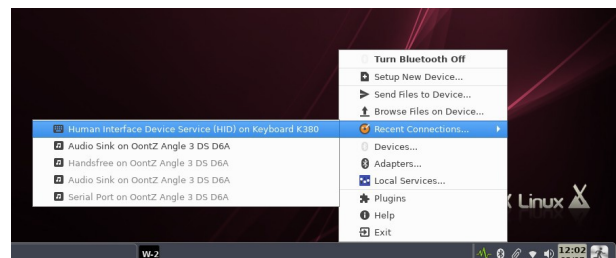 Turn Bluetooth Off
Setup New Device...
Send Files to Device...
Browse Files on Device...
Human Interface Device Service (HID) on Keyboard K380
Recent Connections...
Audio Sink on OontZ Angle 3 DS D6A
Devices...
Handsfree on OontZ Angle 3 DS D6A
Adapters...
Audio Sink on OontZ Angle 3 DS D6A
Local Services...
Serial Port on OontZ Angle 3 DS D6A
Plugins
Linux
Help
Exit
W-2
12:02